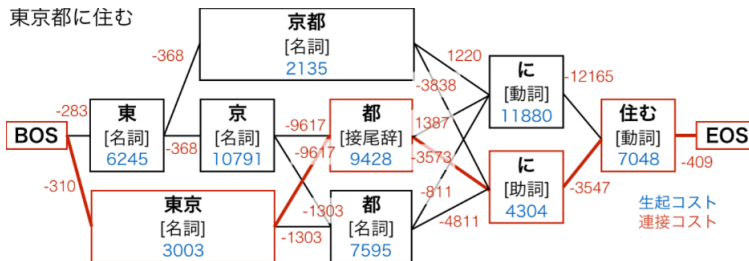 東京都に住む
京都
[名詞]
2135
-368
1220
-3838
に
[動詞]
11880
-12165
-283
BOS
東
[名詞]
6245
-368
京
[名詞]
10791
-9617
-9617
都
[接尾辞]
9428
1387
-3573
住む
[動詞]
7048
EOS
-409
-310
東京
[名詞]
3003
-1303
-1303
都
[名詞]
7595
-811
-4811
に
[助詞]
4304
-3547
生起コスト
連接コスト